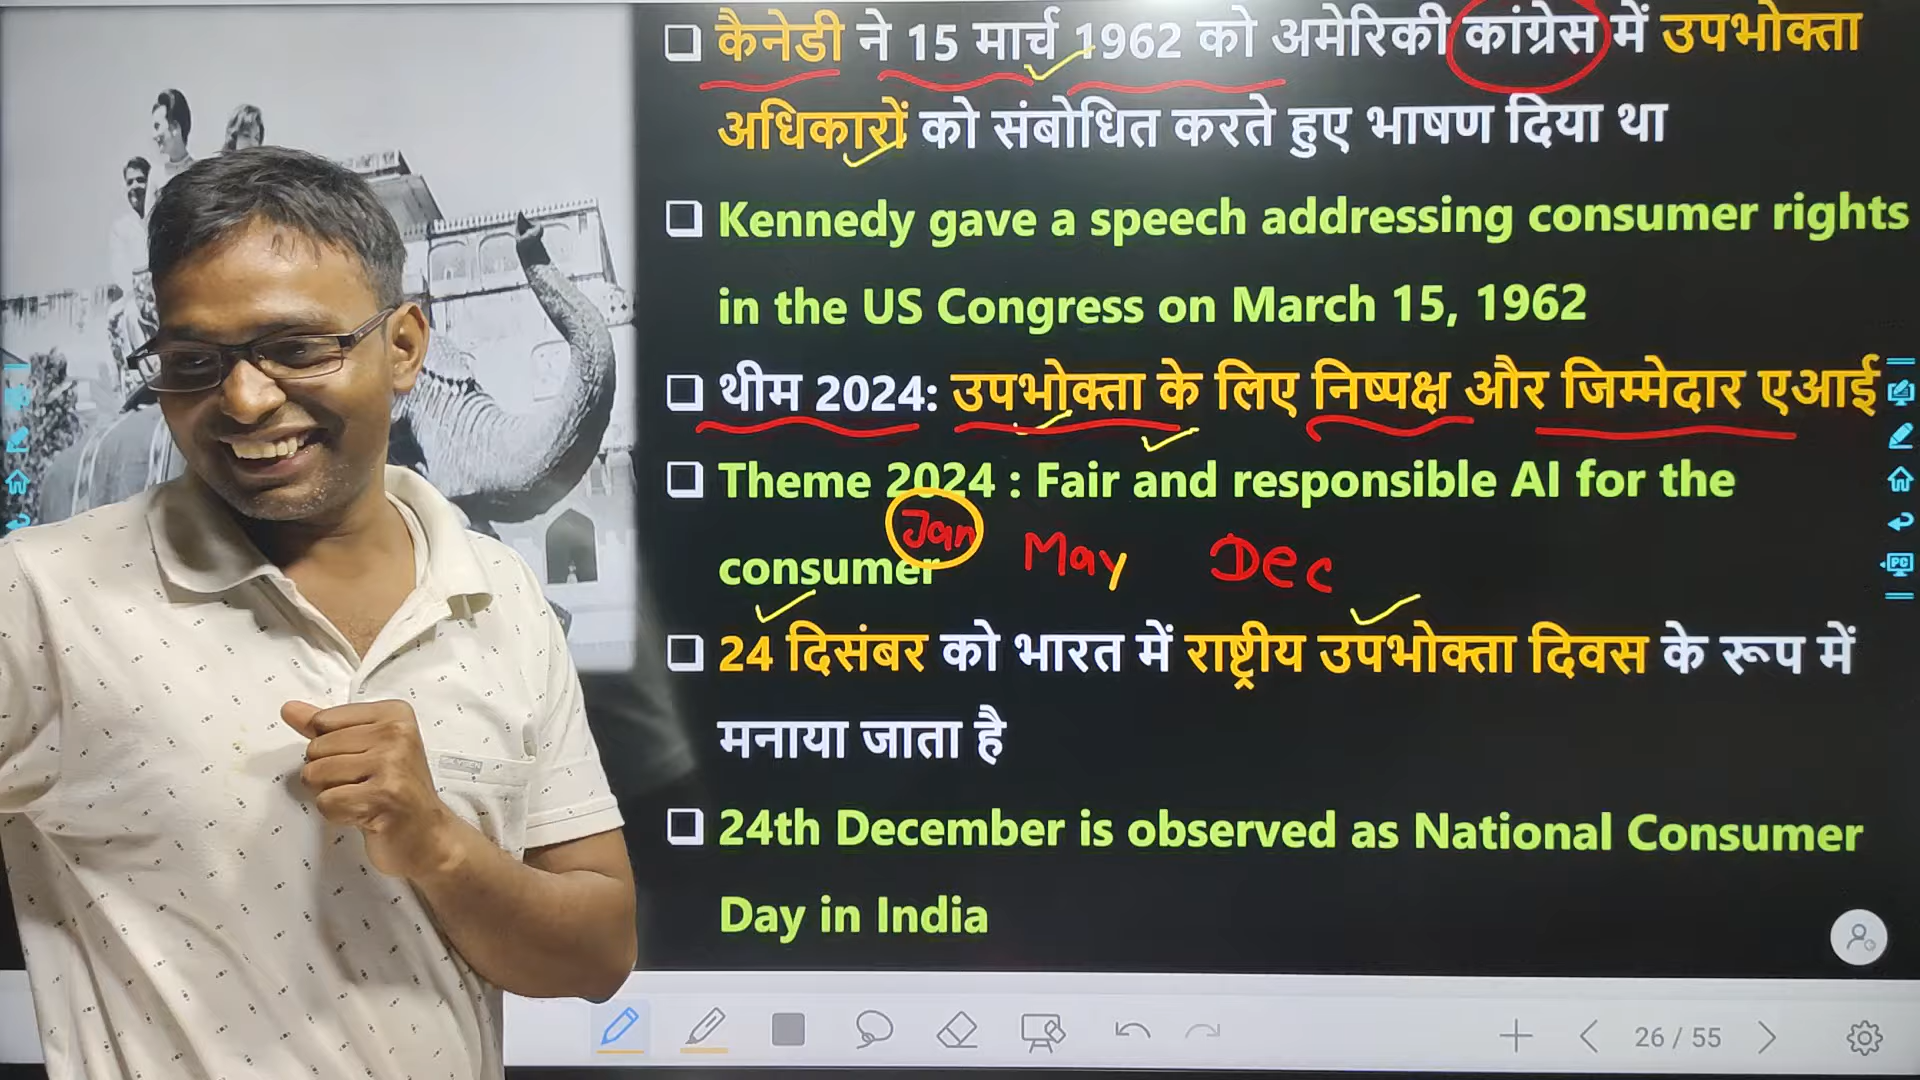 कैनेडी ने 15 मार्च 1962 को अमेरिकी कांग्रेस में उपभोक्ता
अधिकारों को संबोधित करते हुए भाषण दिया था
Kennedy gave a speech addressing consumer rights
in the US Congress on March 15, 1962
थीम 2024: उपभोक्ता के लिए निष्पक्ष और जिम्मेदार एआई
Theme 2024 : Fair and responsible AI for the
Jan May Dec
consumer
24 दिसंबर को भारत में राष्ट्रीय उपभोक्ता दिवस के रूप में
मनाया जाता है
24th December is observed as National Consumer
Day in India
PC
26 / 55